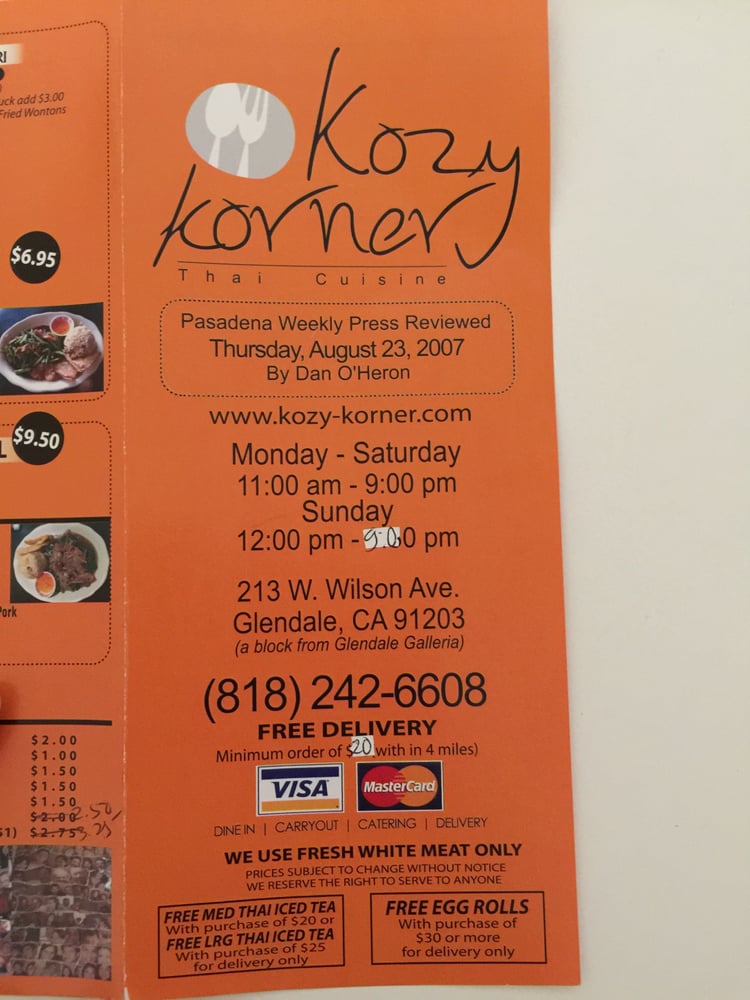 RI
uck add $3.00
Fried Wontons
$6.95
L $9.50
Pork
$2.00
$1.00
$1.50
$1.50
$1.50
$2.00 2.50
$1) $2.75 3.25
Kozy
Korner
Thai Cuisine
Pasadena Weekly Press Reviewed
Thursday, August 23, 2007
By Dan O'Heron
www.kozy-korner.com
Monday - Saturday
11:00 am - 9:00 pm
Sunday
12:00 pm - 9:00 pm
213 W. Wilson Ave.
Glendale, CA 91203
(a block from Glendale Galleria)
(818) 242-6608
FREE DELIVERY
Minimum order of $20 with in 4 miles)
VISA MasterCard
DINE IN | CARRYOUT | CATERING | DELIVERY
WE USE FRESH WHITE MEAT ONLY
PRICES SUBJECT TO CHANGE WITHOUT NOTICE
WE RESERVE THE RIGHT TO SERVE TO ANYONE
FREE MED THAI ICED TEA
With purchase of $20 or
FREE LRG THAI ICED TEA
With purchase of $25
for delivery only
FREE EGG ROLLS
With purchase of
$30 or more
for delivery only